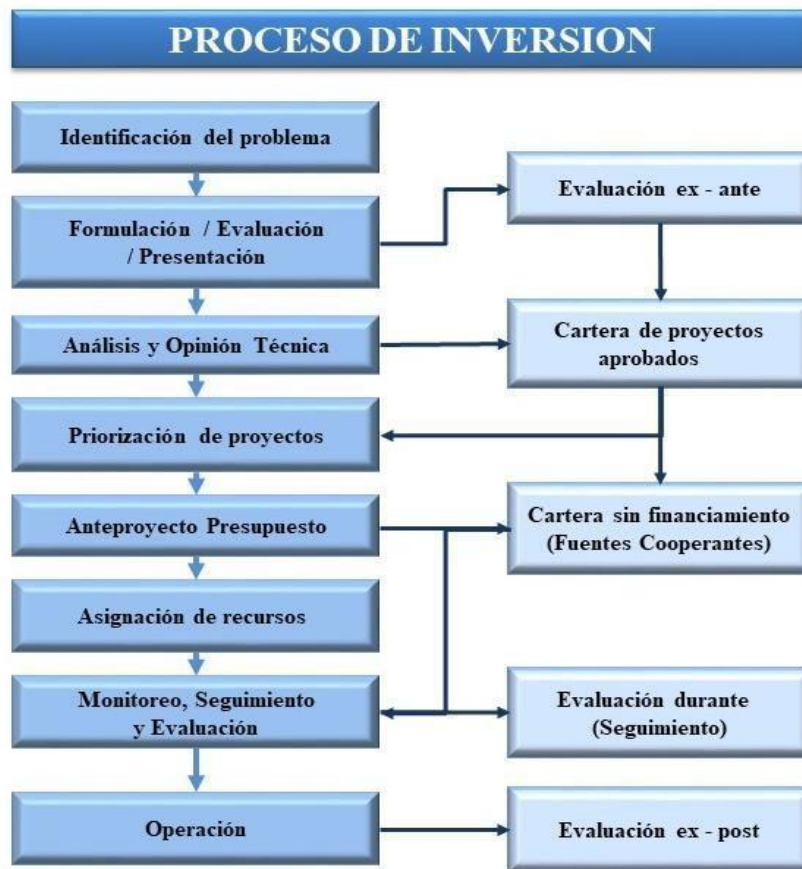 PROCESO DE INVERSION
Identificación del problema
Formulación / Evaluación
/ Presentación
Análisis y Opinión Técnica
Priorización de proyectos
Anteproyecto Presupuesto
Asignación de recursos
Monitoreo, Seguimiento
y Evaluación
Operación
Evaluación ex - ante
Cartera de proyectos
aprobados
Cartera sin financiamiento
(Fuentes Cooperantes)
Evaluación durante
(Seguimiento)
Evaluación ex - post